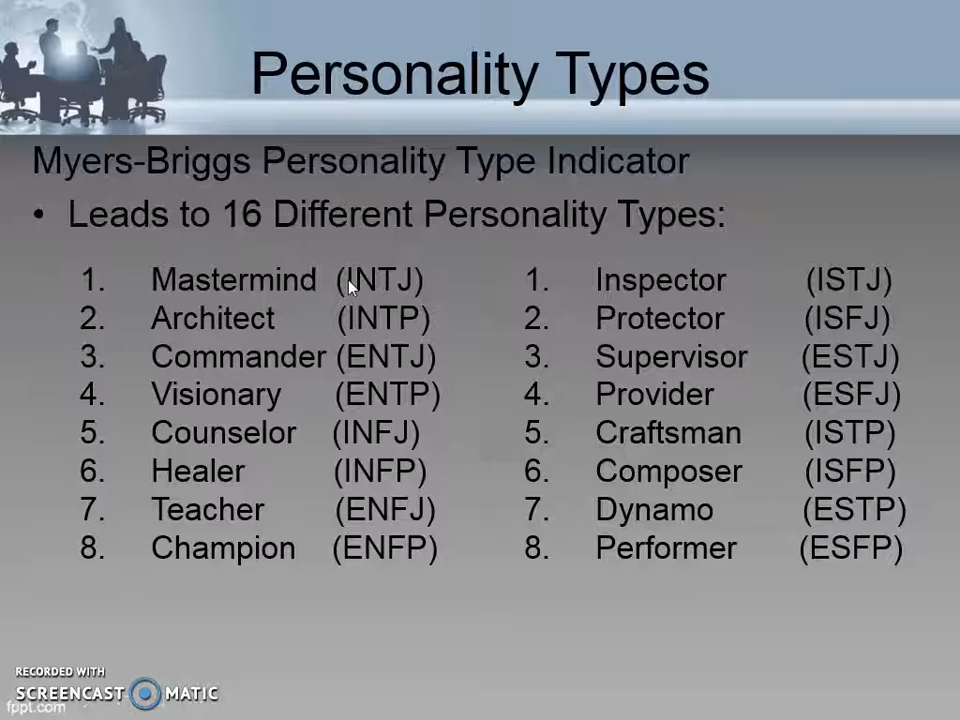 Personality Types
Myers-Briggs Personality Type Indicator
• Leads to 16 Different Personality Types:
1. Mastermind (INTJ)
2. Architect (INTP)
3. Commander (ENTJ)
4. Visionary (ENTP)
5. Counselor (INFJ)
6. Healer (INFP)
7. Teacher (ENFJ)
8. Champion (ENFP)
1. Inspector (ISTJ)
2. Protector (ISFJ)
3. Supervisor (ESTJ)
4. Provider (ESFJ)
5. Craftsman (ISTP)
6. Composer (ISFP)
7. Dynamo (ESTP)
8. Performer (ESFP)
RECORDED WITH
SCREENCAST MATIC
fppt.com